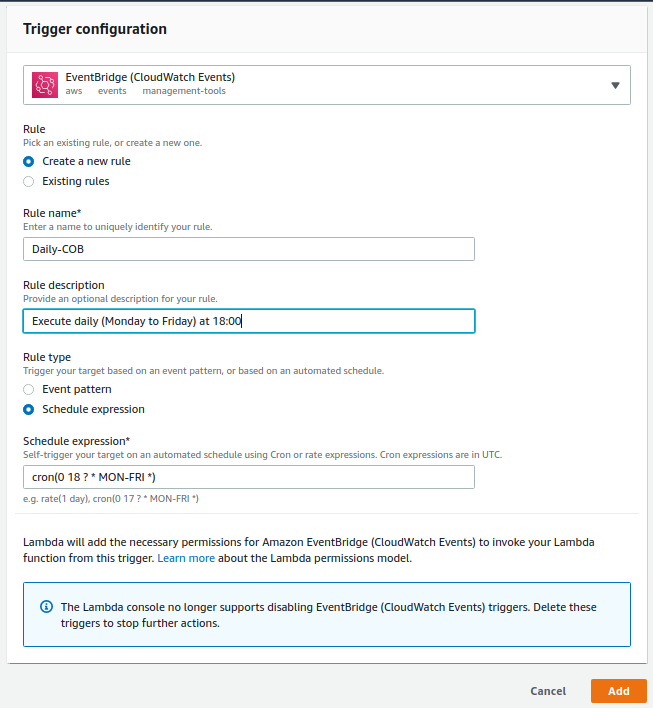 Trigger configuration
EventBridge (CloudWatch Events)
aws events management-tools
Rule
Pick an existing rule, or create a new one.
Create a new rule
Existing rules
Rule name*
Enter a name to uniquely identify your rule.
Daily-COB
Rule description
Provide an optional description for your rule.
Execute daily (Monday to Friday) at 18:00
Rule type
Trigger your target based on an event pattern, or based on an automated schedule.
Event pattern
Schedule expression
Schedule expression*
Self-trigger your target on an automated schedule using Cron or rate expressions. Cron expressions are in UTC.
cron(0 18 ? * MON-FRI *)
e.g. rate(1 day), cron(0 17 ? * MON-FRI *)
Lambda will add the necessary permissions for Amazon EventBridge (CloudWatch Events) to invoke your Lambda
function from this trigger. Learn more about the Lambda permissions model.
The Lambda console no longer supports disabling EventBridge (CloudWatch Events) triggers. Delete these
triggers to stop further actions.
Cancel Add